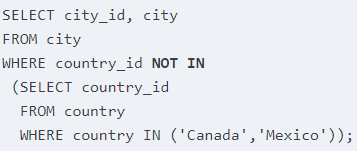 SELECT city_id, city
FROM city
WHERE country_id NOT IN
(SELECT country_id
FROM country
WHERE country IN ('Canada','Mexico'));